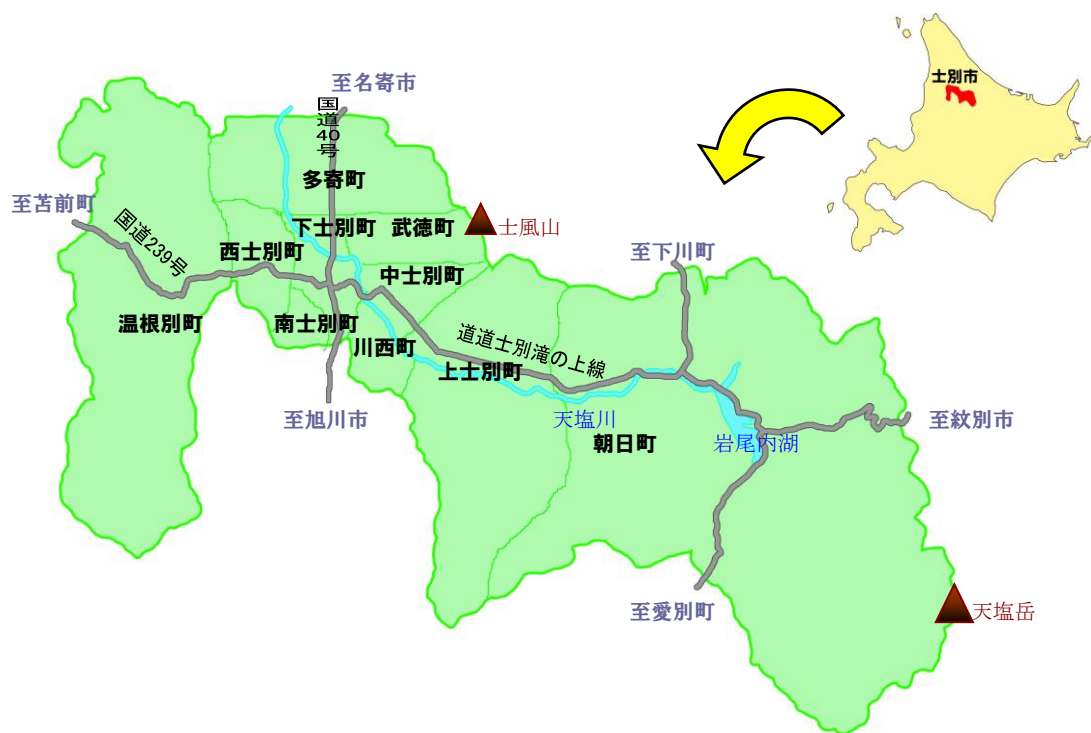 士別市
至名寄市
国道40号
多寄町
至苫前町
国道239号
下士別町
武徳町
士風山
西士別町
中士別町
至下川町
温根別町
南士別町
川西町
道道士別滝の上線
上士別町
至旭川市
天塩川
朝日町
岩尾内湖
至紋別市
至愛別町
天塩岳